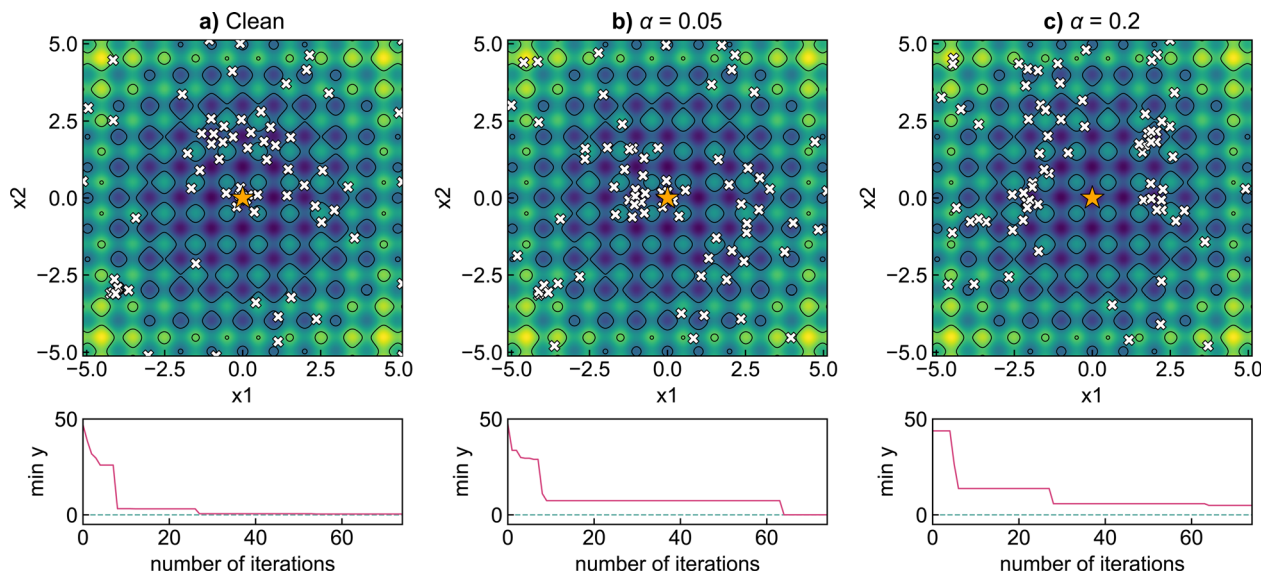 a) Clean
b) α = 0.05
c) α = 0.2
x2
5.0
2.5
0.0
−2.5
−5.0
−5.0 −2.5 0.0 2.5 5.0
x1
x2
5.0
2.5
0.0
−2.5
−5.0
−5.0 −2.5 0.0 2.5 5.0
x1
x2
5.0
2.5
0.0
−2.5
−5.0
−5.0 −2.5 0.0 2.5 5.0
x1
min y
50
0
0 20 40 60
number of iterations
min y
50
0
0 20 40 60
number of iterations
min y
50
0
0 20 40 60
number of iterations